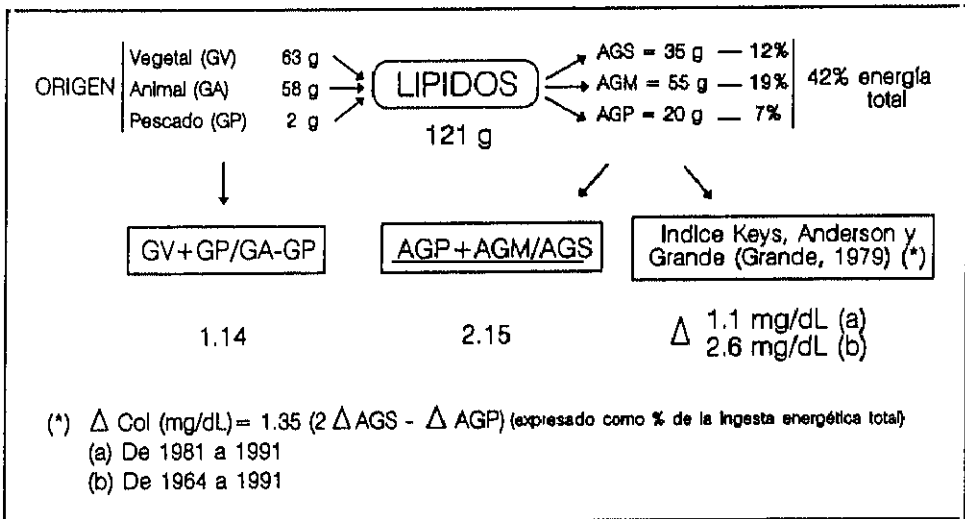 ORIGEN
Vegetal (GV) 63 g
Animal (GA) 58 g
Pescado (GP) 2 g
LIPIDOS
121 g
AGS = 35 g — 12%
AGM = 55 g — 19%
AGP = 20 g — 7%
42% energía
total
GV+GP/GA-GP
1.14
AGP+AGM/AGS
2.15
Indice Keys, Anderson y
Grande (Grande, 1979) (*)
Δ 1.1 mg/dL (a)
2.6 mg/dL (b)
(*) Δ Col (mg/dL)= 1.35 (2 Δ AGS - Δ AGP) (expresado como % de la ingesta energética total)
(a) De 1981 a 1991
(b) De 1964 a 1991